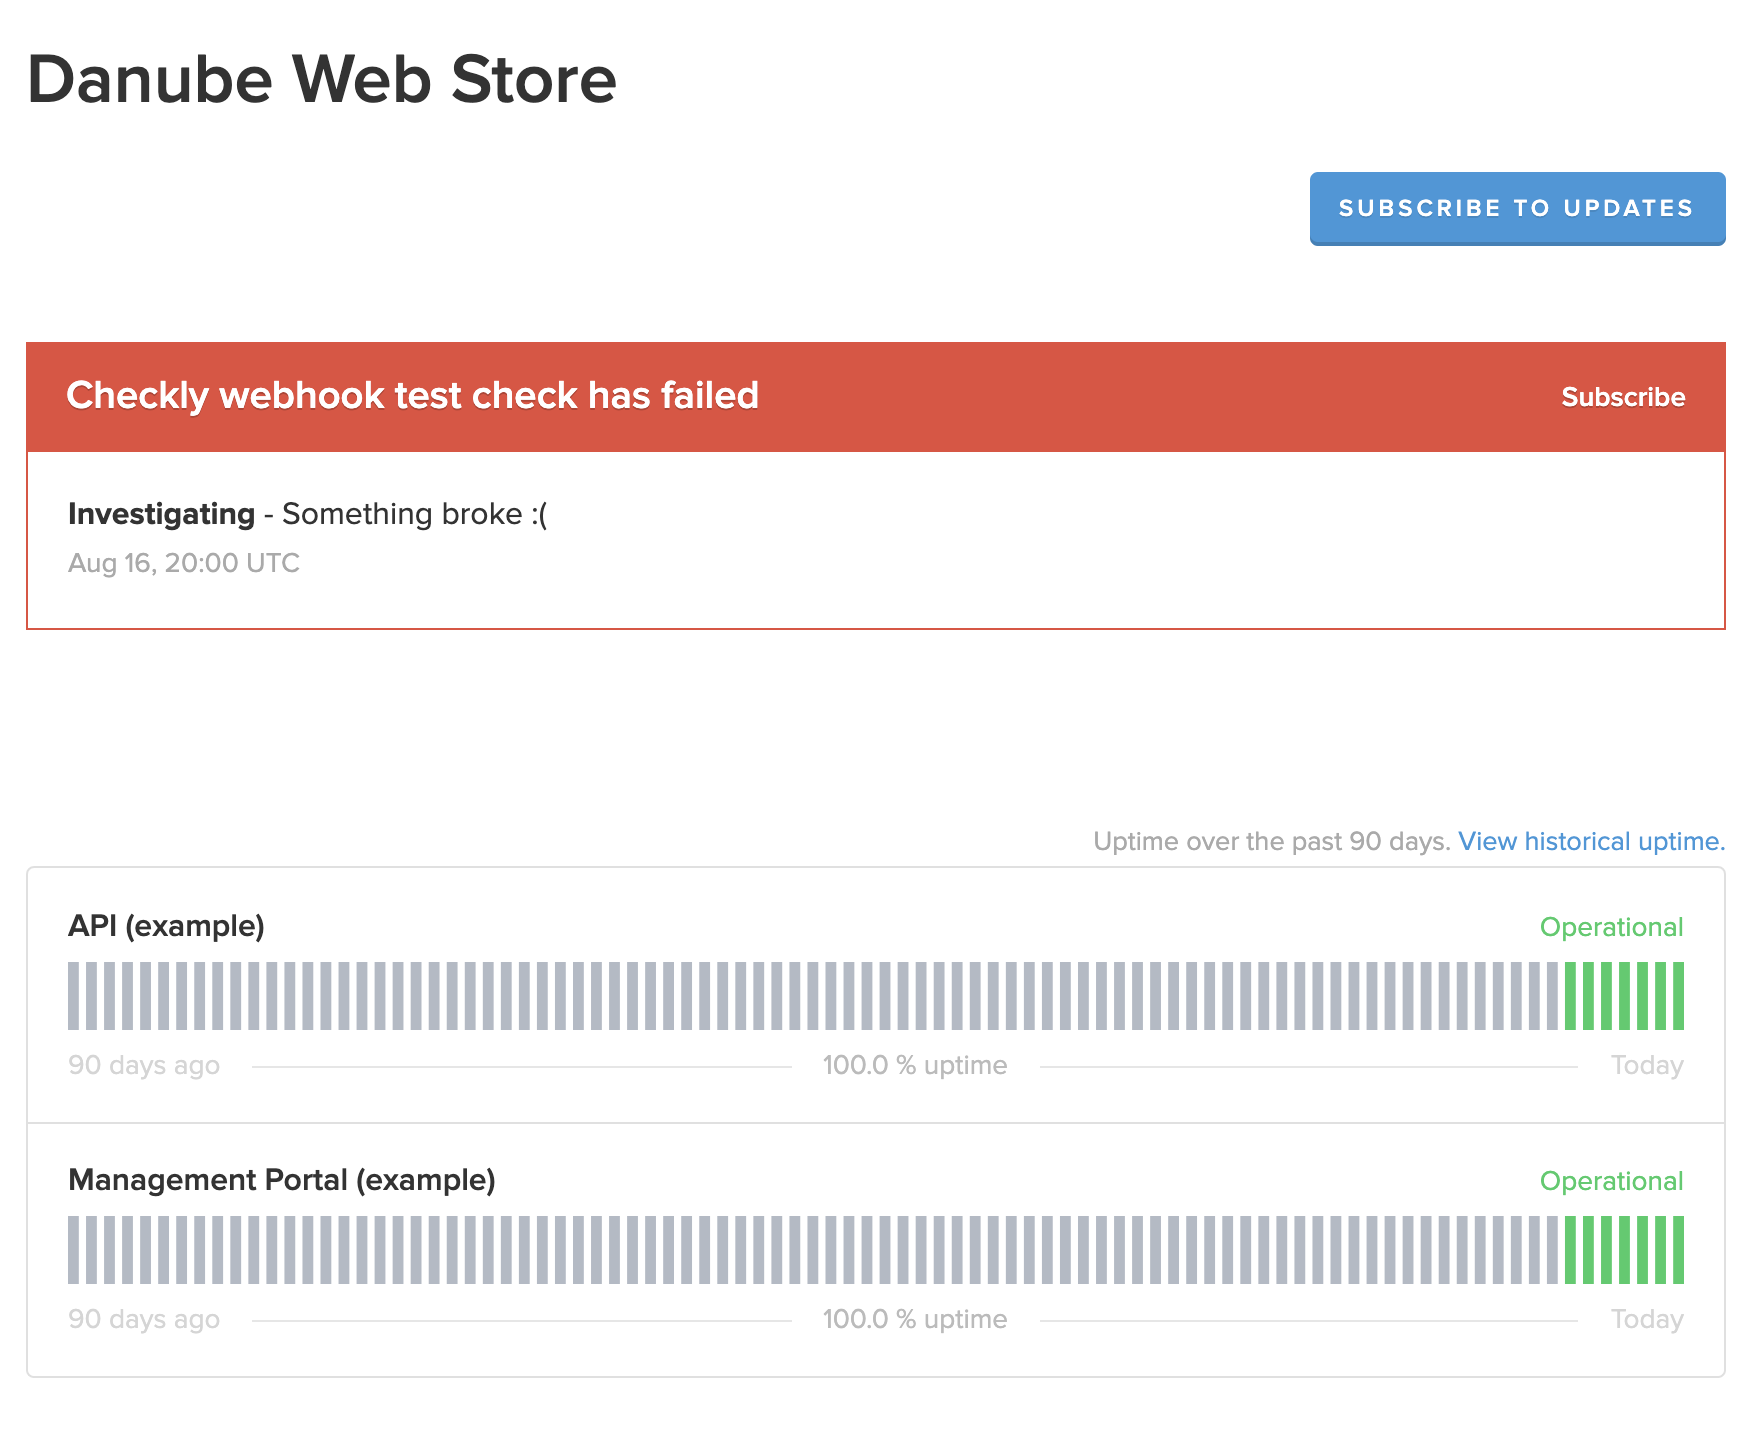 Danube Web Store
SUBSCRIBE TO UPDATES
Checkly webhook test check has failed
Subscribe
Investigating - Something broke :(
Aug 16, 20:00 UTC
Uptime over the past 90 days. View historical uptime.
API (example)
Operational
90 days ago
100.0 % uptime
Today
Management Portal (example)
Operational
90 days ago
100.0 % uptime
Today